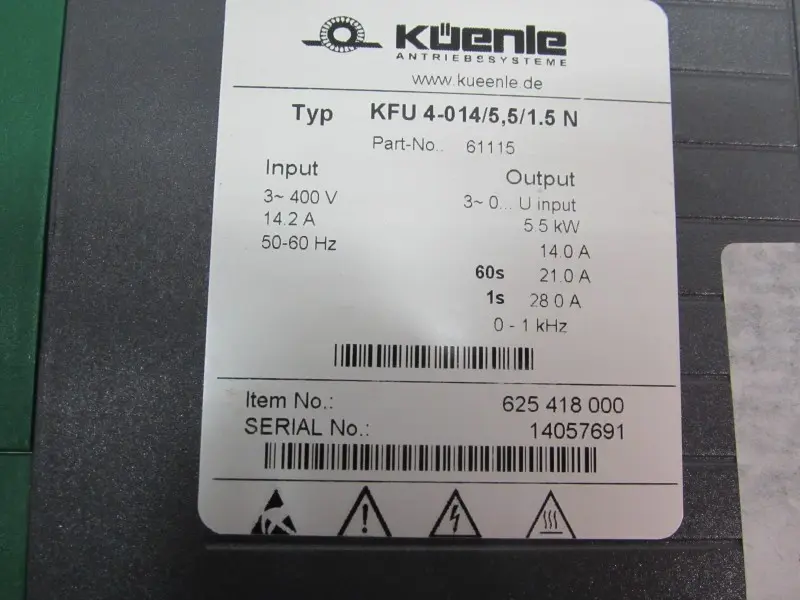 KÜenle
ANTRIEBSSYSTEME
www.kueenle.de
Typ KFU 4-014/5,5/1.5 N
Part-No.. 61115
Input
3~ 400 V
14.2 A
50-60 Hz
Output
3~ 0... U input
5.5 kW
14.0 A
60s 21.0 A
1s 28.0 A
0 - 1 kHz
Item No.: 625 418 000
SERIAL No.: 14057691